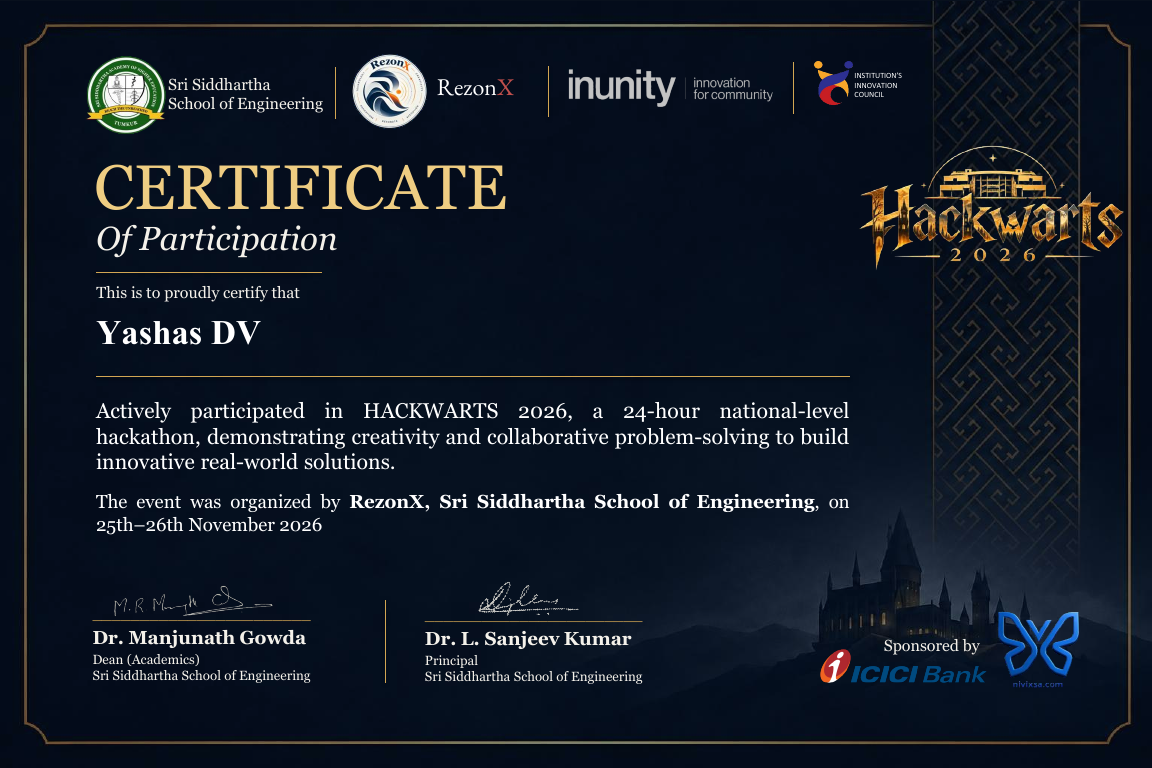 Sri Siddhartha
School of Engineering
RezonX
RezonX
inunity
innovation
for community
INSTITUTION'S
INNOVATION
COUNCIL
TUMKUR
CERTIFICATE
Of Participation
Hackwarts
2026
This is to proudly certify that
Yashas DV
Actively participated in HACKWARTS 2026, a 24-hour national-level
hackathon, demonstrating creativity and collaborative problem-solving to build
innovative real-world solutions.
The event was organized by RezonX, Sri Siddhartha School of Engineering, on
25th–26th November 2026
Dr. Manjunath Gowda
Dean (Academics)
Sri Siddhartha School of Engineering
Dr. L. Sanjeev Kumar
Principal
Sri Siddhartha School of Engineering
Sponsored by
ICICI Bank